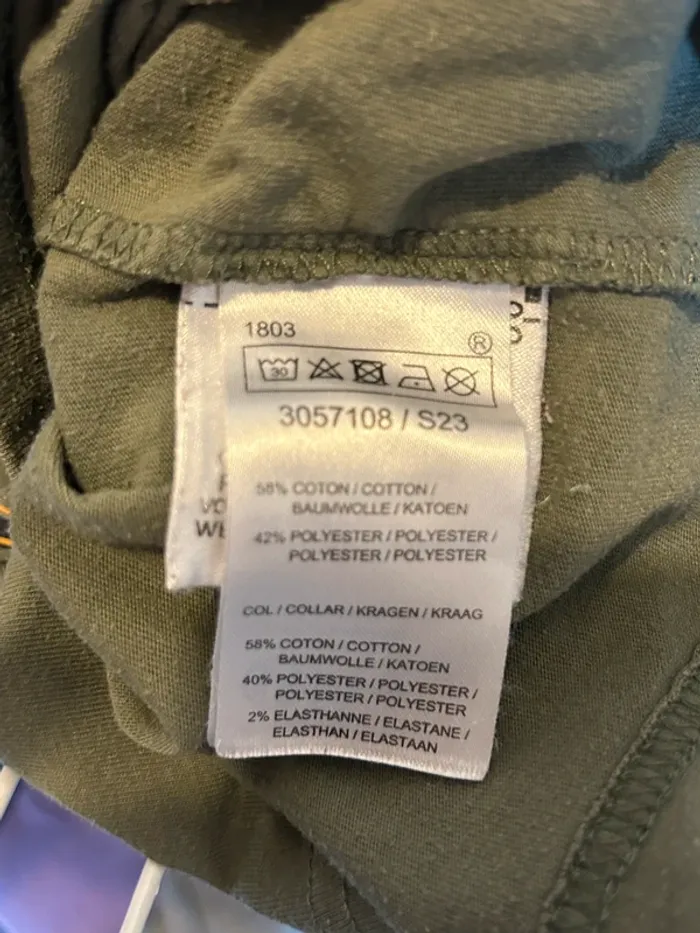 1803
®
30
3057108 / S23
58% COTON / COTTON /
BAUMWOLLE / KATOEN
42% POLYESTER / POLYESTER /
POLYESTER / POLYESTER
COL / COLLAR / KRAGEN / KRAAG
58% COTON / COTTON /
BAUMWOLLE / KATOEN
40% POLYESTER / POLYESTER /
POLYESTER / POLYESTER
2% ELASTHANNE / ELASTANE /
ELASTHAN / ELASTAAN